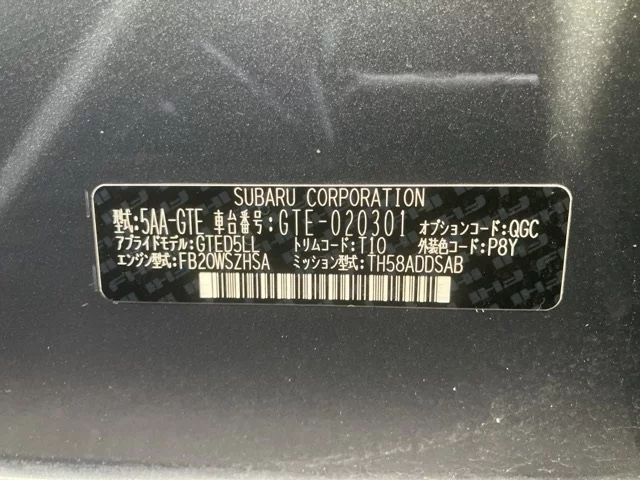 SUBARU CORPORATION
型式:5AA-GTE 車台番号:GTE-020301 オプションコード:QGC
アプライドモデル:GTED5LL トリムコード:T10 外装色コード:P8Y
エンジン型式:FB20WSZHSA ミッション型式:TH58ADDSAB